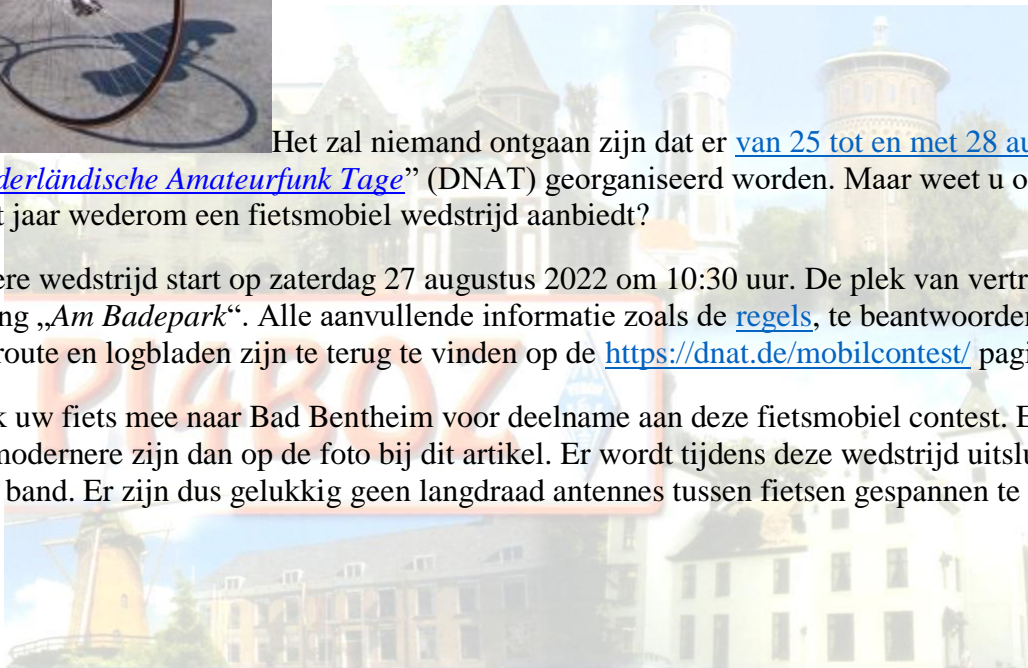 Het zal niemand ontgaan zijn dat er van 25 tot en met 28 au
derländische Amateurfunk Tage” (DNAT) georganiseerd worden. Maar weet u o
t jaar wederom een fietsmobiel wedstrijd aanbiedt?
ere wedstrijd start op zaterdag 27 augustus 2022 om 10:30 uur. De plek van vertr
ng „Am Badepark“. Alle aanvullende informatie zoals de regels, te beantwoorden
route en logbladen zijn te terug te vinden op de https://dnat.de/mobilcontest/ pagi
PI4BOZ
k uw fiets mee naar Bad Bentheim voor deelname aan deze fietsmobiel contest. E
modernere zijn dan op de foto bij dit artikel. Er wordt tijdens deze wedstrijd uitslu
band. Er zijn dus gelukkig geen langdraad antennes tussen fietsen gespannen te